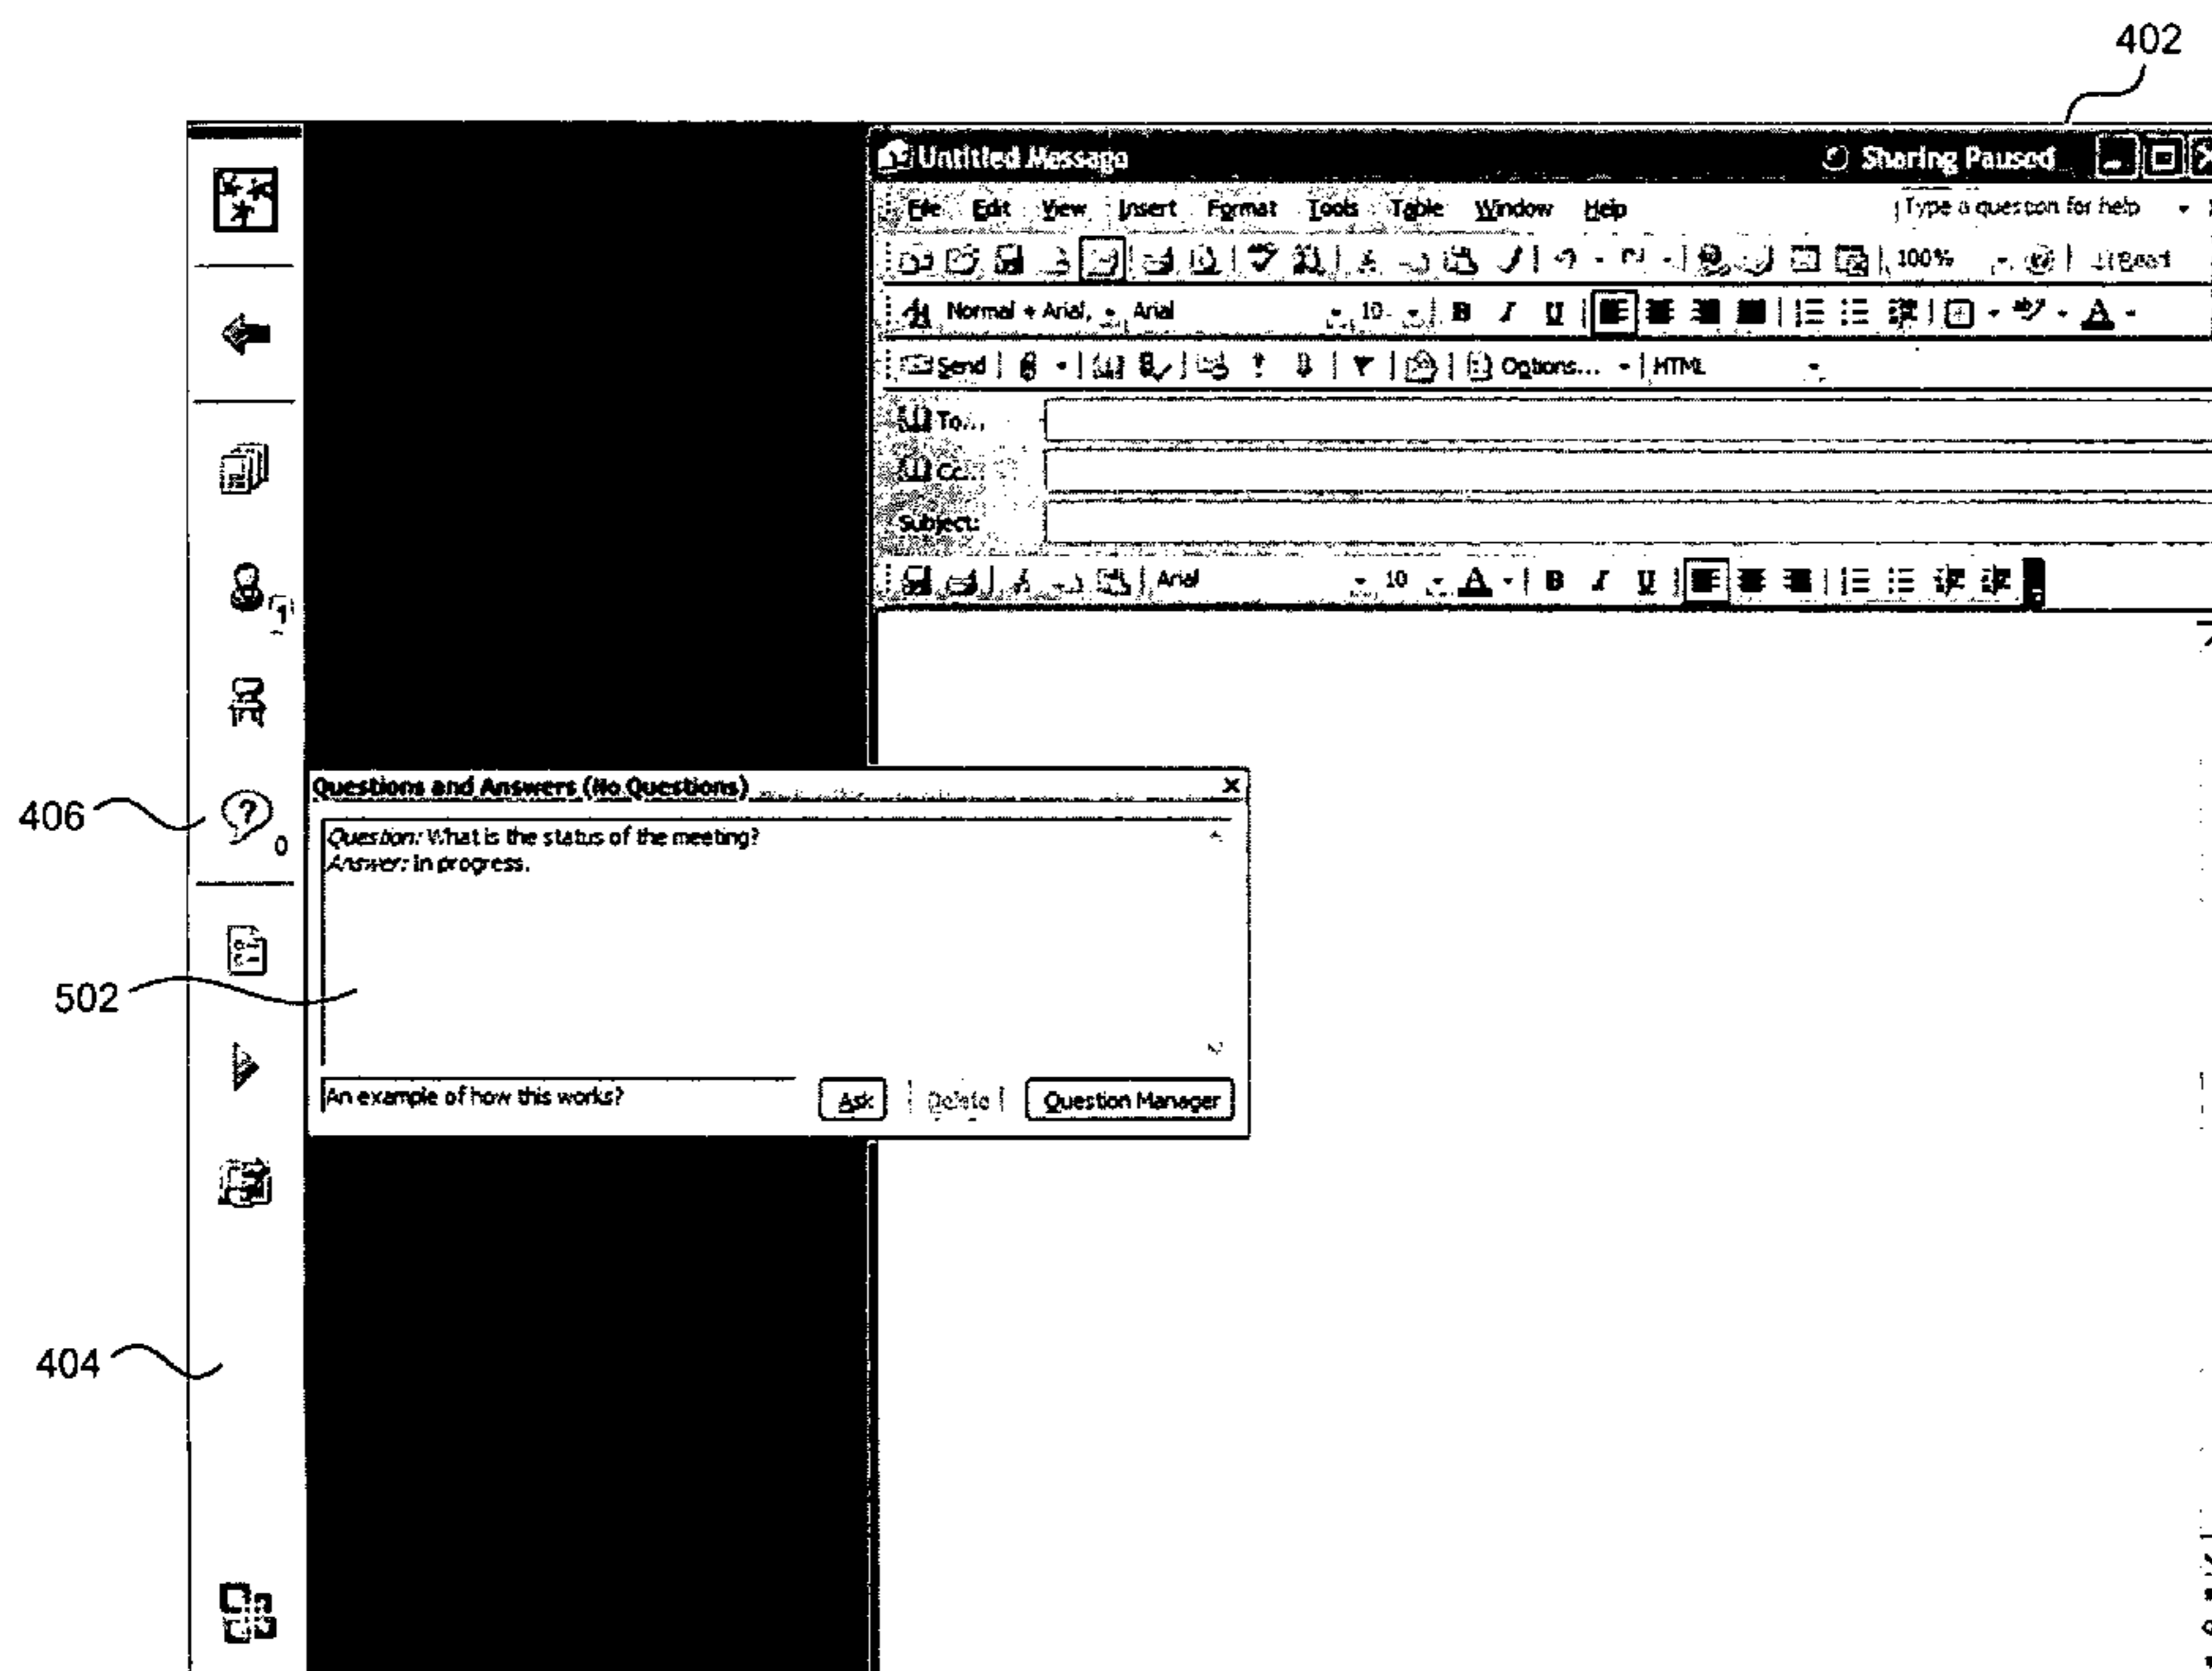 402
Untitled Message Sharing Paused
File Edit View Insert Format Tools Table Window Help Type a question for help
100% Read
Normal + Arial, Arial 10 B I U A
Send Options... HTML
To...
Cc...
Subject:
Arial 10 A B I U
1
406
Questions and Answers (No Questions)
0
Question: What is the status of the meeting?
Answer: In progress.
502
An example of how this works? Ask Delete Question Manager
404